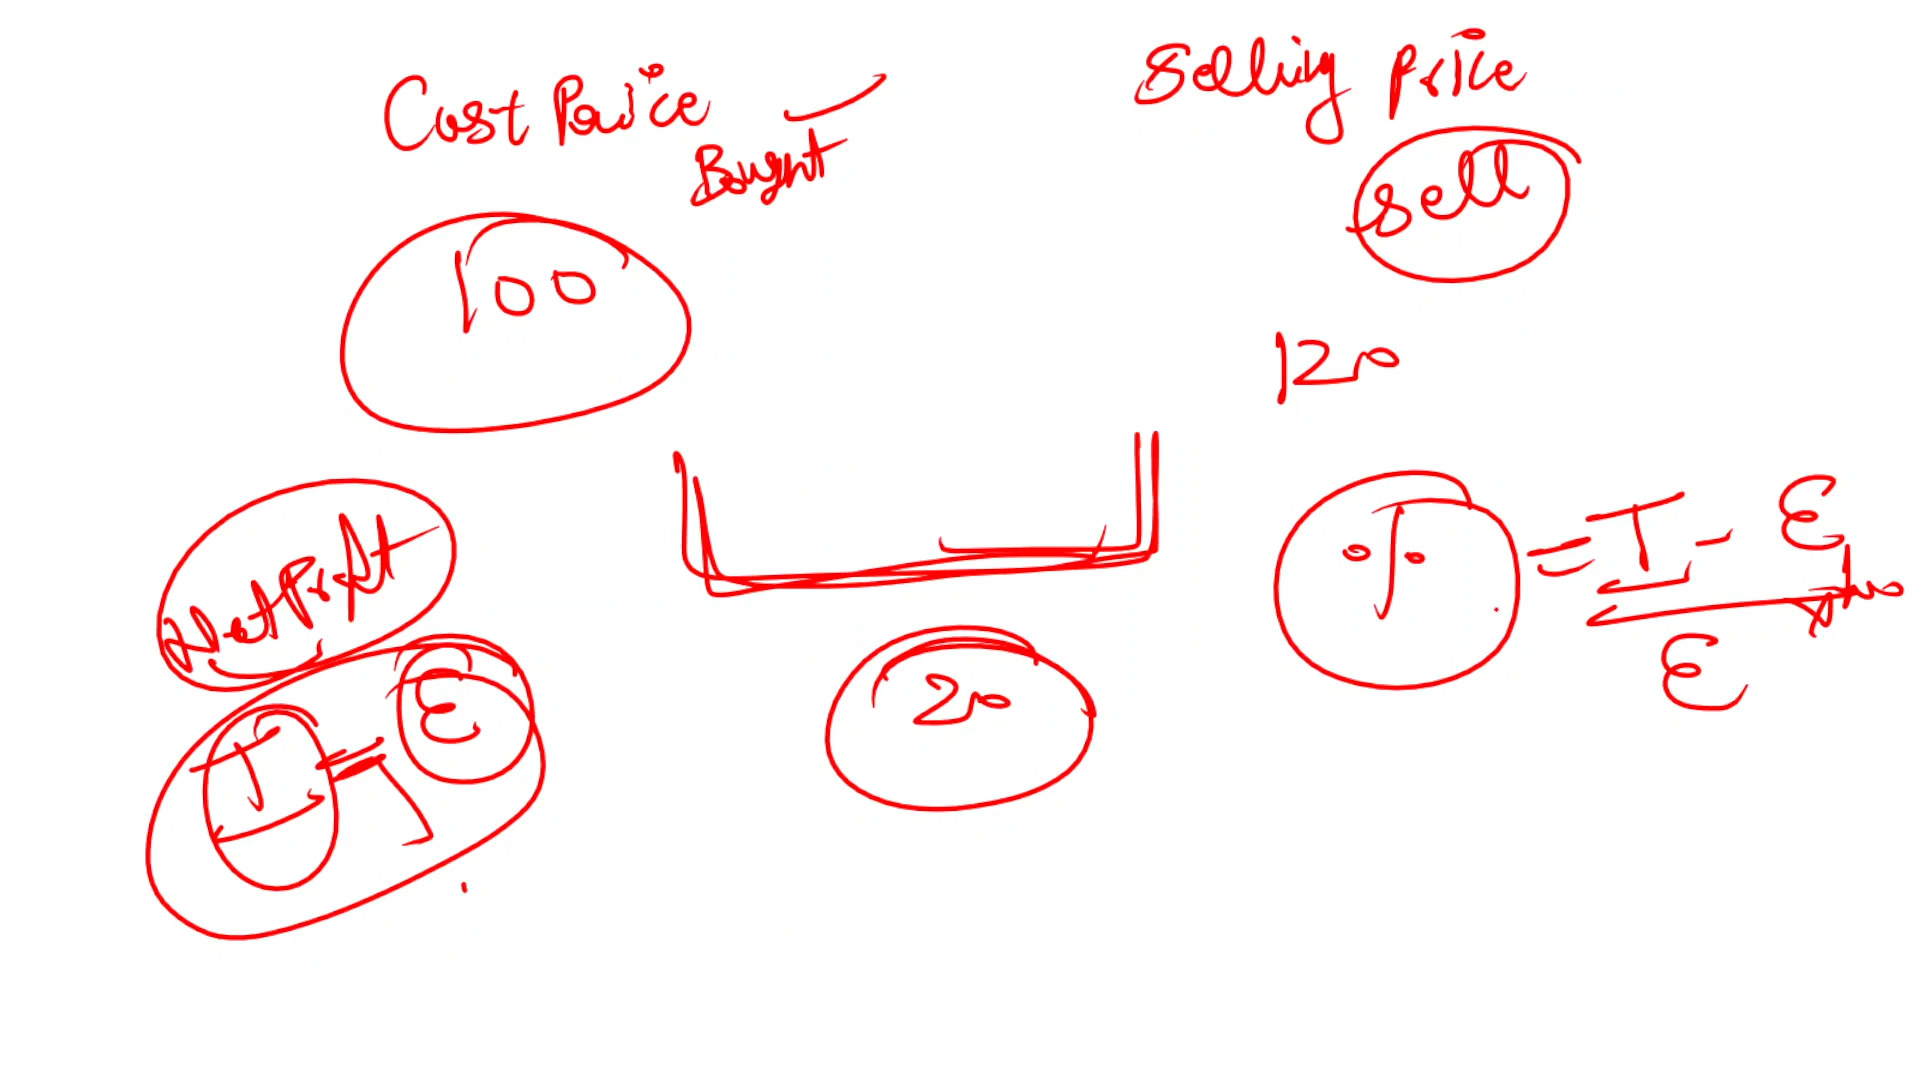 Cost Price
Selling Price
Bought
sell
100
120
Net Profit
% = T - E
E
T - E
20